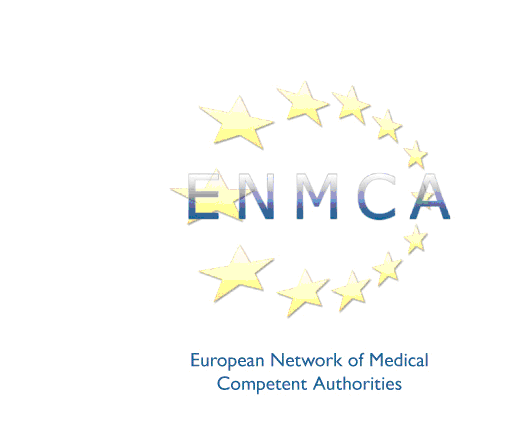 ENMCA
European Network of Medical
Competent Authorities